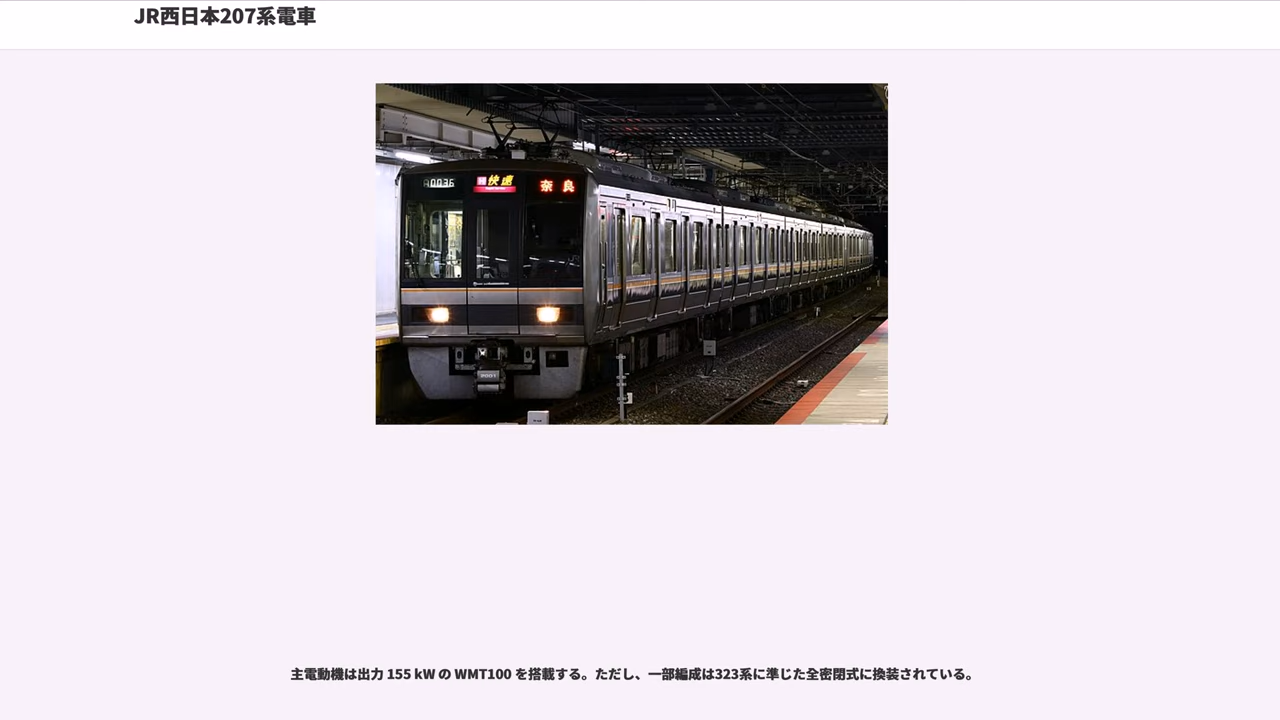 JR西日本207系電車
快速
奈良
主電動機は出力 155 kW の WMT100 を搭載する。ただし、一部編成は323系に準じた全密閉式に換装されている。